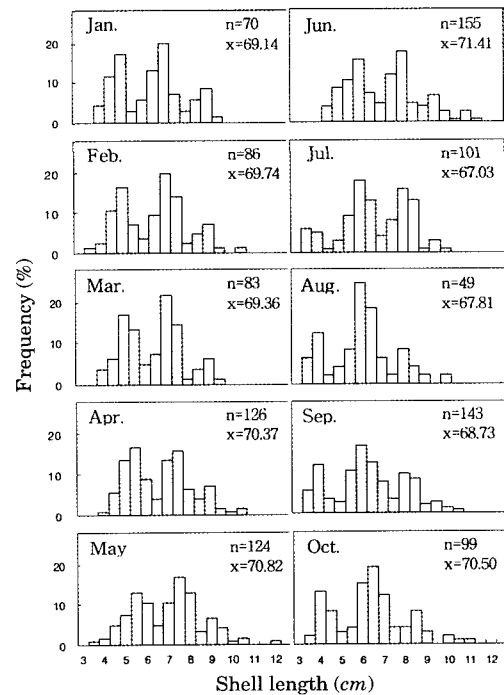 Jan.
n=70
x=69.14
Jun.
n=155
x=71.41
20
10
0
Feb.
n=86
x=69.74
Jul.
n=101
x=67.03
20
10
0
Mar.
n=83
x=69.36
Aug.
n=49
x=67.81
20
10
0
Apr.
n=126
x=70.37
Sep.
n=143
x=68.73
20
10
0
May
n=124
x=70.82
Oct.
n=99
x=70.50
20
10
0
Frequency (%)
3 4 5 6 7 8 9 10 11 12
3 4 5 6 7 8 9 10 11 12
Shell length (cm)